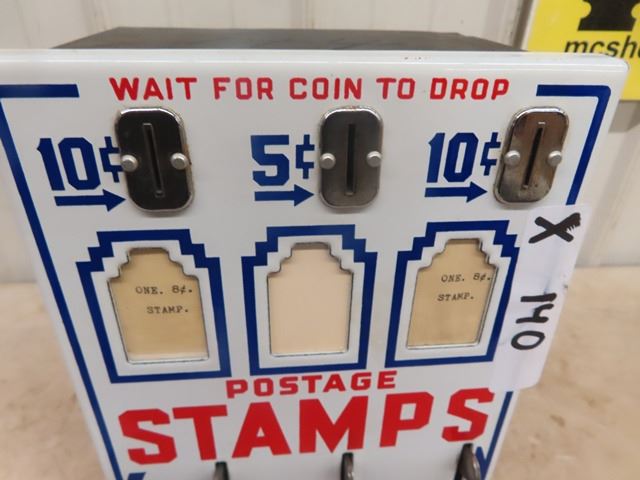 mcsh
WAIT FOR COIN TO DROP
10¢ 5¢ 10¢
X
140
ONE. 8¢.
STAMP.
ONE. 8¢.
STAMP.
POSTAGE
STAMPS